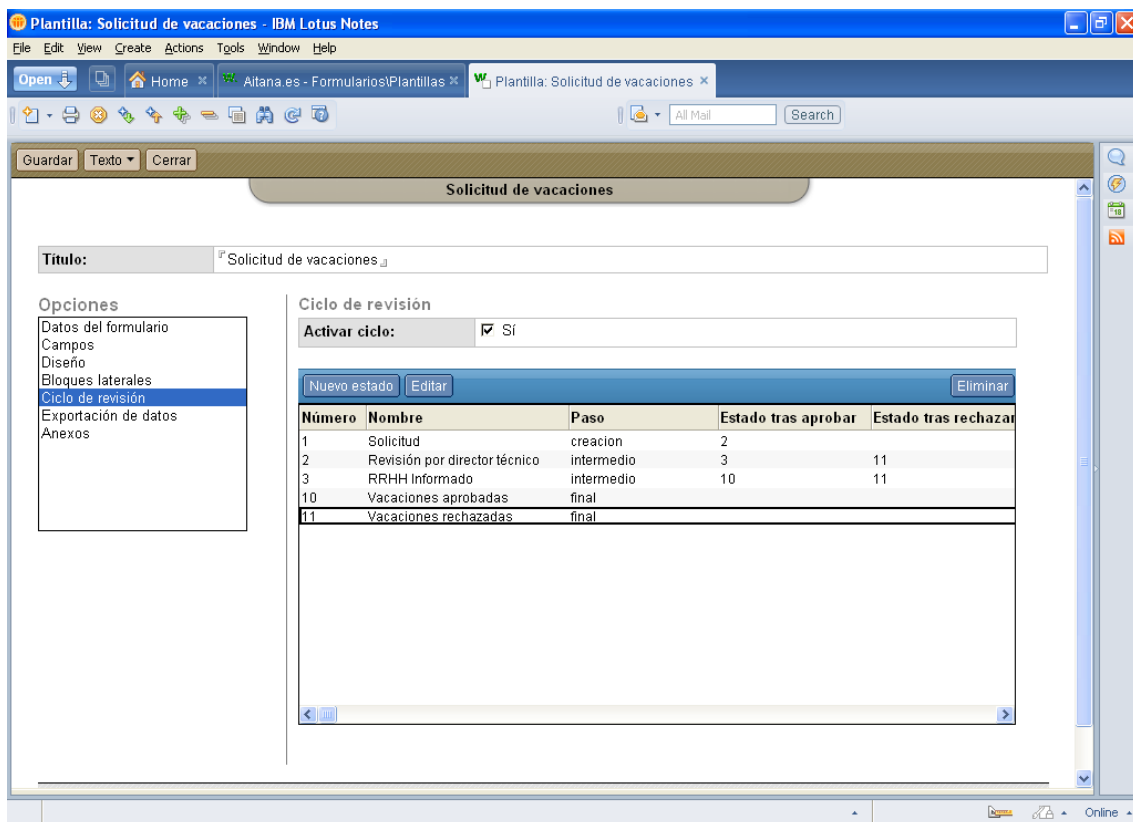 Plantilla: Solicitud de vacaciones - IBM Lotus Notes
File Edit View Create Actions Tools Window Help
Open Home Aitana.es - Formularios\Plantillas Plantilla: Solicitud de vacaciones
All Mail Search
Guardar Texto Cerrar
Solicitud de vacaciones
Título: Solicitud de vacaciones
Opciones
Datos del formulario
Campos
Diseño
Bloques laterales
Ciclo de revisión
Exportación de datos
Anexos
Ciclo de revisión
Activar ciclo: Sí
Nuevo estado Editar Eliminar
Número Nombre Paso Estado tras aprobar Estado tras rechazar
1 Solicitud creacion 2
2 Revisión por director técnico intermedio 3 11
3 RRHH Informado intermedio 10 11
10 Vacaciones aprobadas final
11 Vacaciones rechazadas final
Online